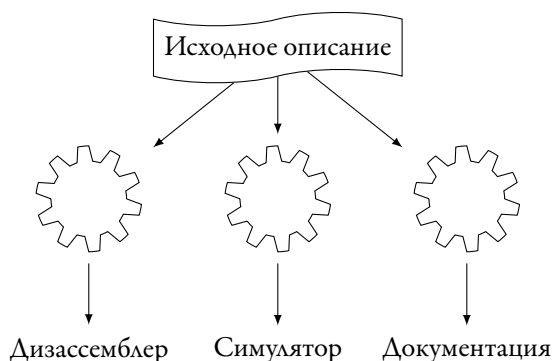 Исходное описание
Дизассемблер Симулятор Документация